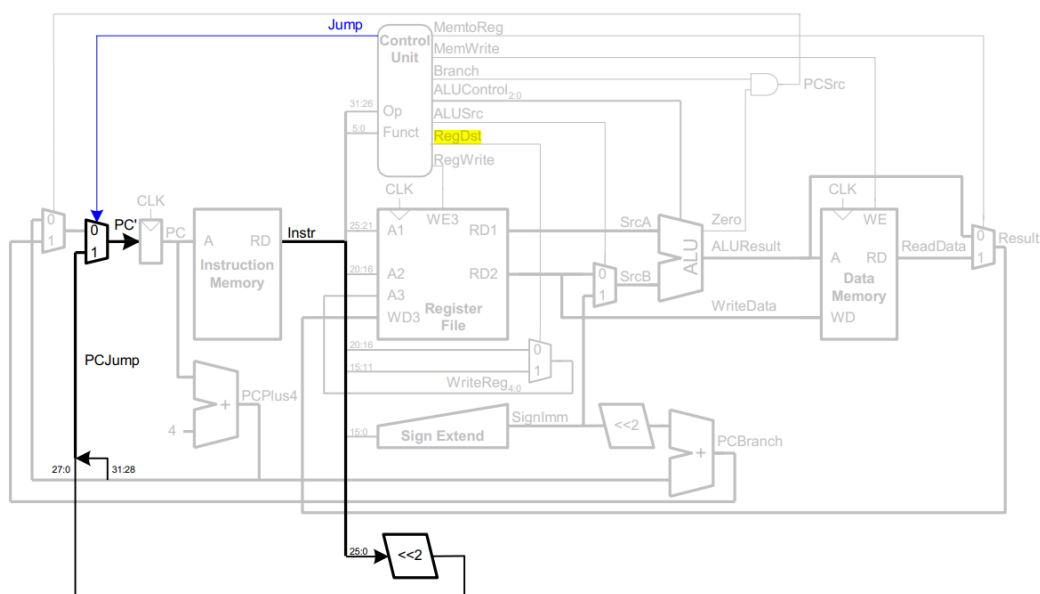 Jump
Control
Unit
MemtoReg
MemWrite
Branch
ALUControl2:0
ALUSrc
RegDst
RegWrite
PCSrc
31:26
Op
5:0
Funct
CLK
CLK
CLK
0
1
0
1
PC'
PC
A
RD
Instruction
Memory
Instr
25:21
A1
WE3
RD1
20:16
A2
RD2
A3
WD3
Register
File
SrcA
0
1
SrcB
ALU
Zero
ALUResult
WE
A
RD
Data
Memory
WD
ReadData
WriteData
0
1
Result
20:16
0
15:11
1
WriteReg4:0
PCJump
PCPlus4
+
4
15:0
Sign Extend
SignImm
<<2
+
PCBranch
27:0
31:28
25:0
<<2